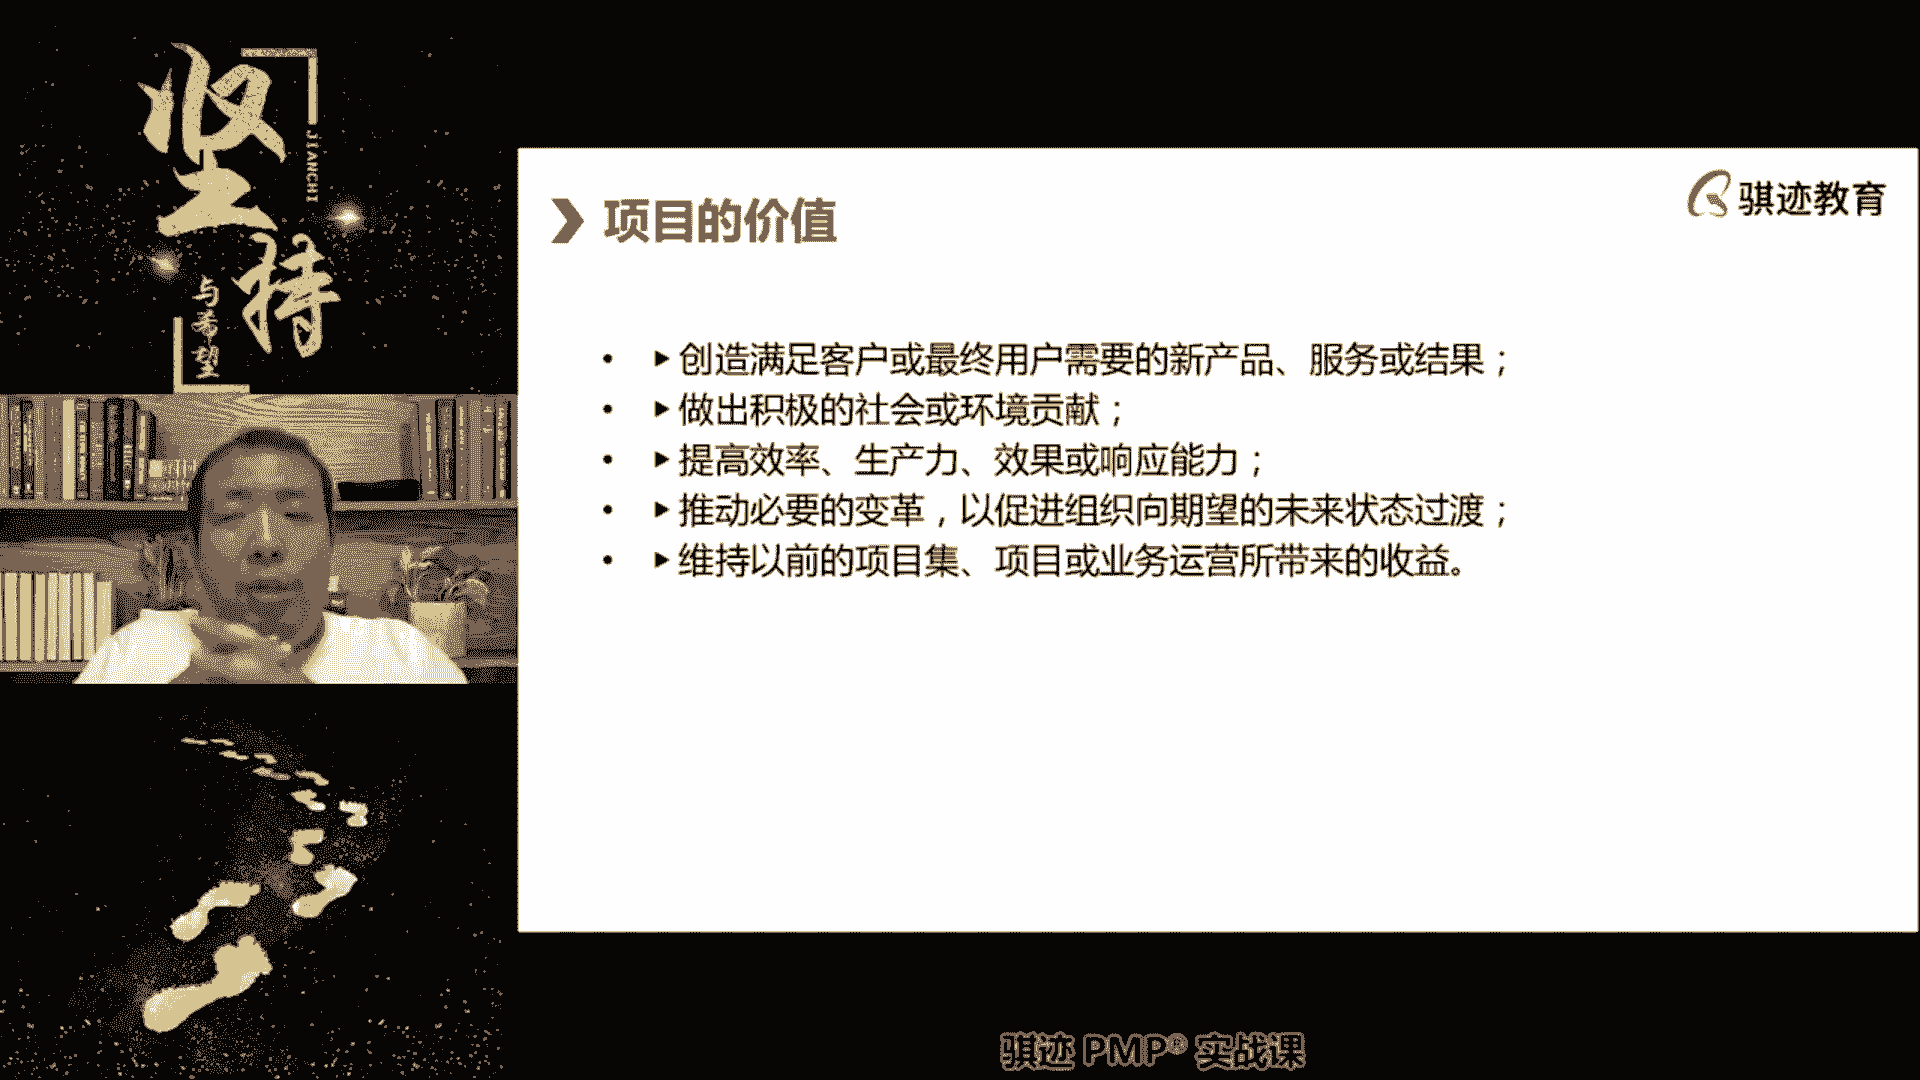 坚持
JIANCHI
与希望
骐迹教育
项目的价值
• ▶创造满足客户或最终用户需要的新产品、服务或结果；
• ▶做出积极的社会或环境贡献；
• ▶提高效率、生产力、效果或响应能力；
• ▶推动必要的变革，以促进组织向期望的未来状态过渡；
• ▶维持以前的项目集、项目或业务运营所带来的收益。
骐迹 PMP® 实战课